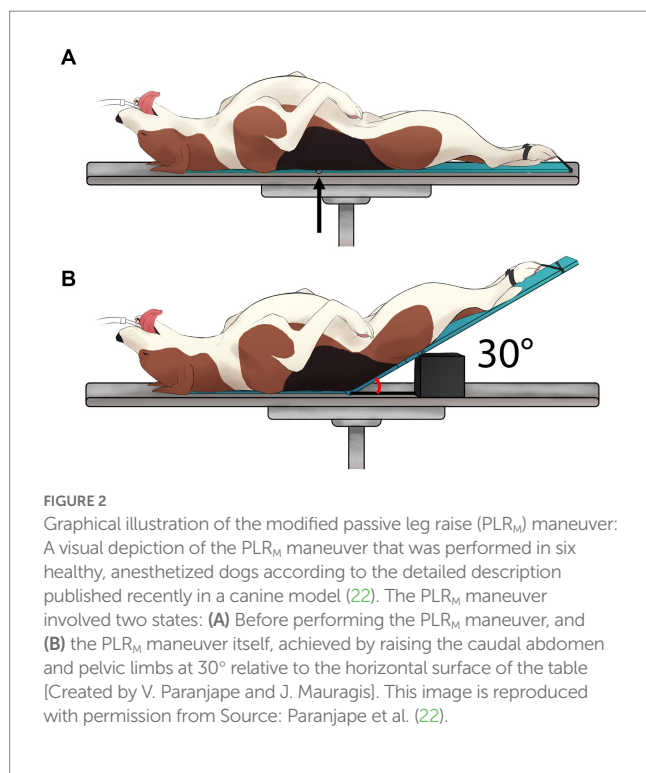 A
B
30°
FIGURE 2
Graphical illustration of the modified passive leg raise (PLRM) maneuver:
A visual depiction of the PLRM maneuver that was performed in six
healthy, anesthetized dogs according to the detailed description
published recently in a canine model (22). The PLRM maneuver
involved two states: (A) Before performing the PLRM maneuver, and
(B) the PLRM maneuver itself, achieved by raising the caudal abdomen
and pelvic limbs at 30° relative to the horizontal surface of the table
[Created by V. Paranjape and J. Mauragis]. This image is reproduced
with permission from Source: Paranjape et al. (22).